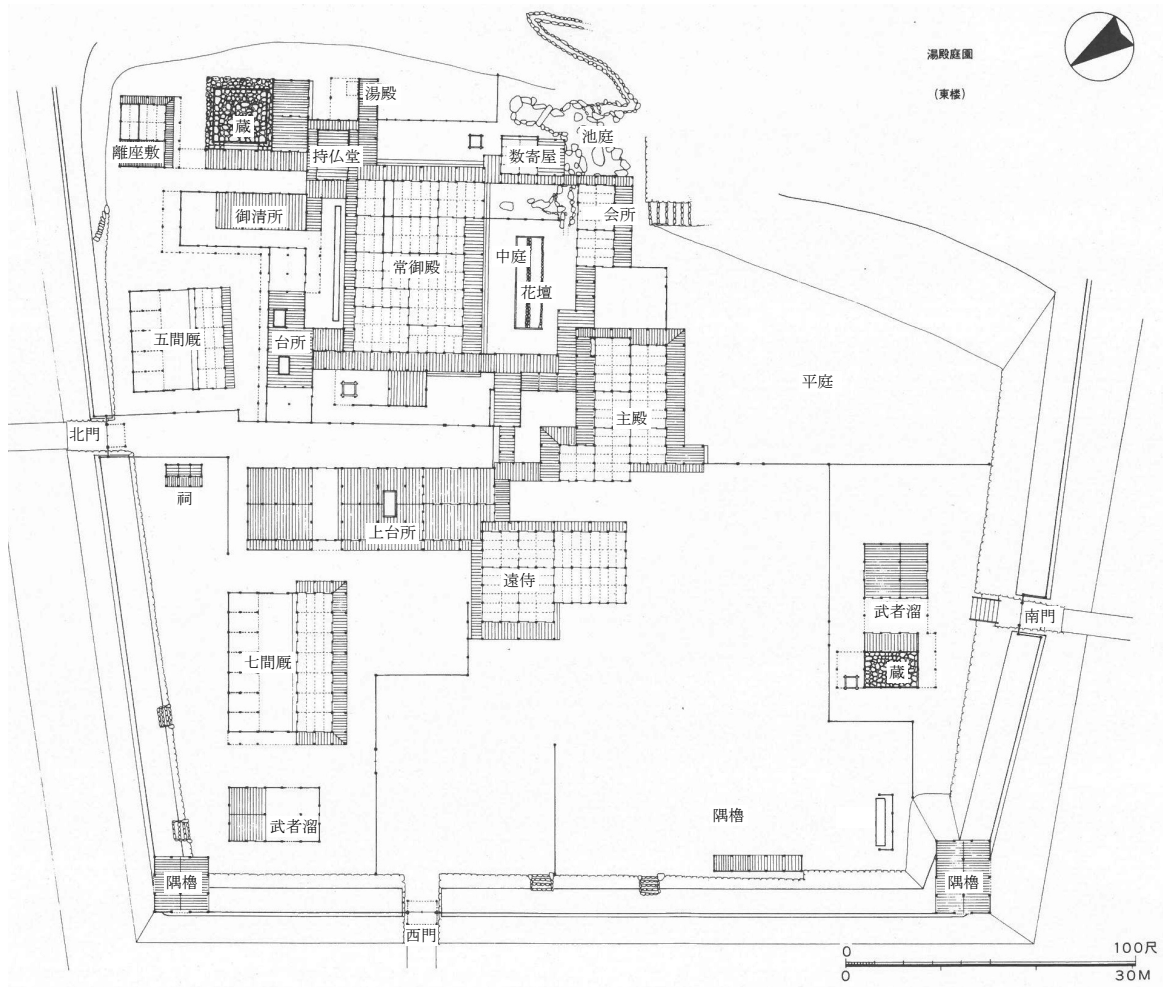 湯殿庭園
（東櫓）
湯殿
蔵
池庭
離座敷
持仏堂
数寄屋
御清所
会所
中庭
常御殿
花壇
五間厩
台所
平庭
主殿
北門
祠
上台所
遠侍
武者溜
南門
七間厩
蔵
隅櫓
武者溜
隅櫓
隅櫓
西門
0
100尺
0
30M